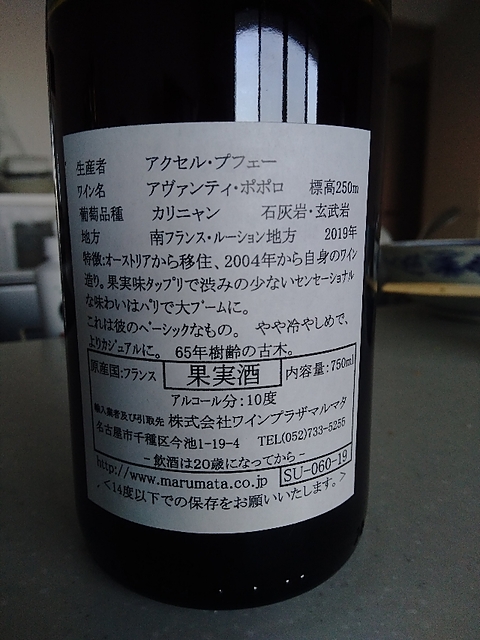 生産者 アクセル・プフェー
ワイン名 アヴァンティ・ポポロ 標高250m
葡萄品種 カリニャン 石灰岩・玄武岩
地方 南フランス・ルーション地方 2019年
特徴:オーストリアから移住、2004年から自身のワイン
造り。果実味タップリで渋みの少ないセンセーショナル
な味わいはパリで大ブームに。
これは彼のベーシックなもの。 やや冷やしめで、
よりカジュアルに。 65年樹齢の古木。
原産国:フランス 果実酒 内容量:750ml
アルコール分:10度
輸入業者及び引取先 株式会社ワインプラザマルマタ
名古屋市千種区今池1-19-4 TEL(052)733-5255
-飲酒は20歳になってから-
http://www.marumata.co.jp SU-060-19
<14度以下での保存をお願いいたします。>